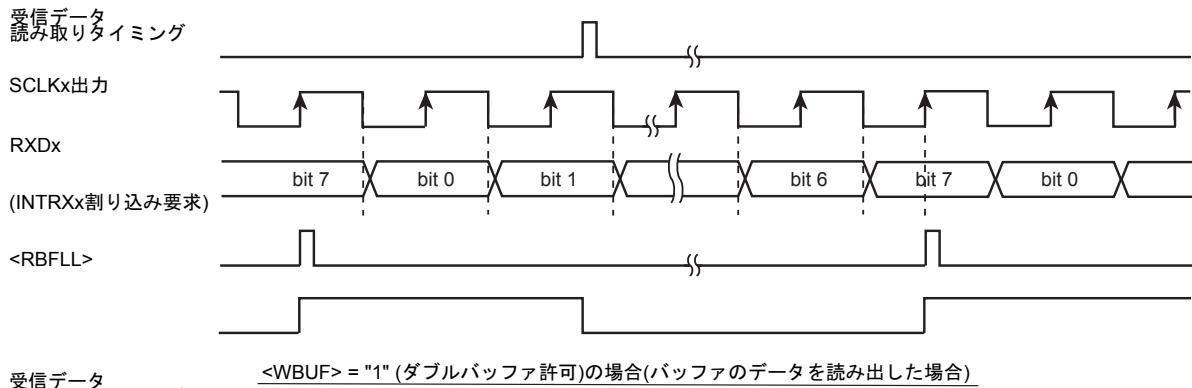 受信データ
読み取りタイミング
SCLKx出力
RXDx
bit 7 bit 0 bit 1 bit 6 bit 7 bit 0
(INTRXx割り込み要求)
<RBFLL>
<WBUF> = "1" (ダブルバッファ許可)の場合(バッファのデータを読み出した場合)
受信データ